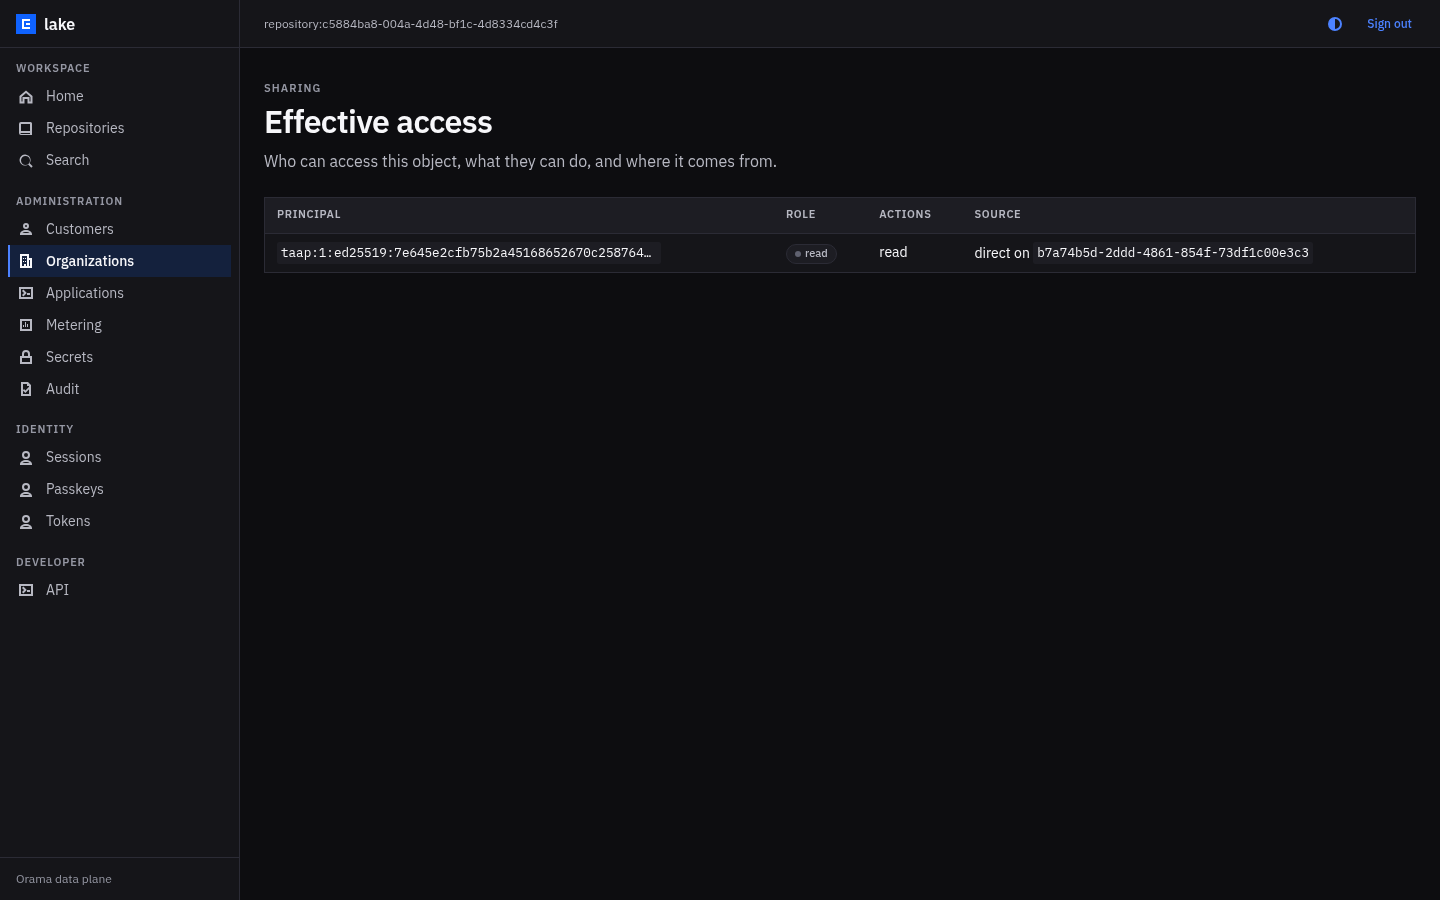 lake
repository:c5884ba8-004a-4d48-bf1c-4d8334cd4c3f
Sign out
WORKSPACE
Home
Repositories
Search
ADMINISTRATION
Customers
Organizations
Applications
Metering
Secrets
Audit
IDENTITY
Sessions
Passkeys
Tokens
DEVELOPER
API
Orama data plane
SHARING
Effective access
Who can access this object, what they can do, and where it comes from.
PRINCIPAL ROLE ACTIONS SOURCE
taap:1:ed25519:7e645e2cfb75b2a45168652670c258764… read read direct on b7a74b5d-2ddd-4861-854f-73df1c00e3c3